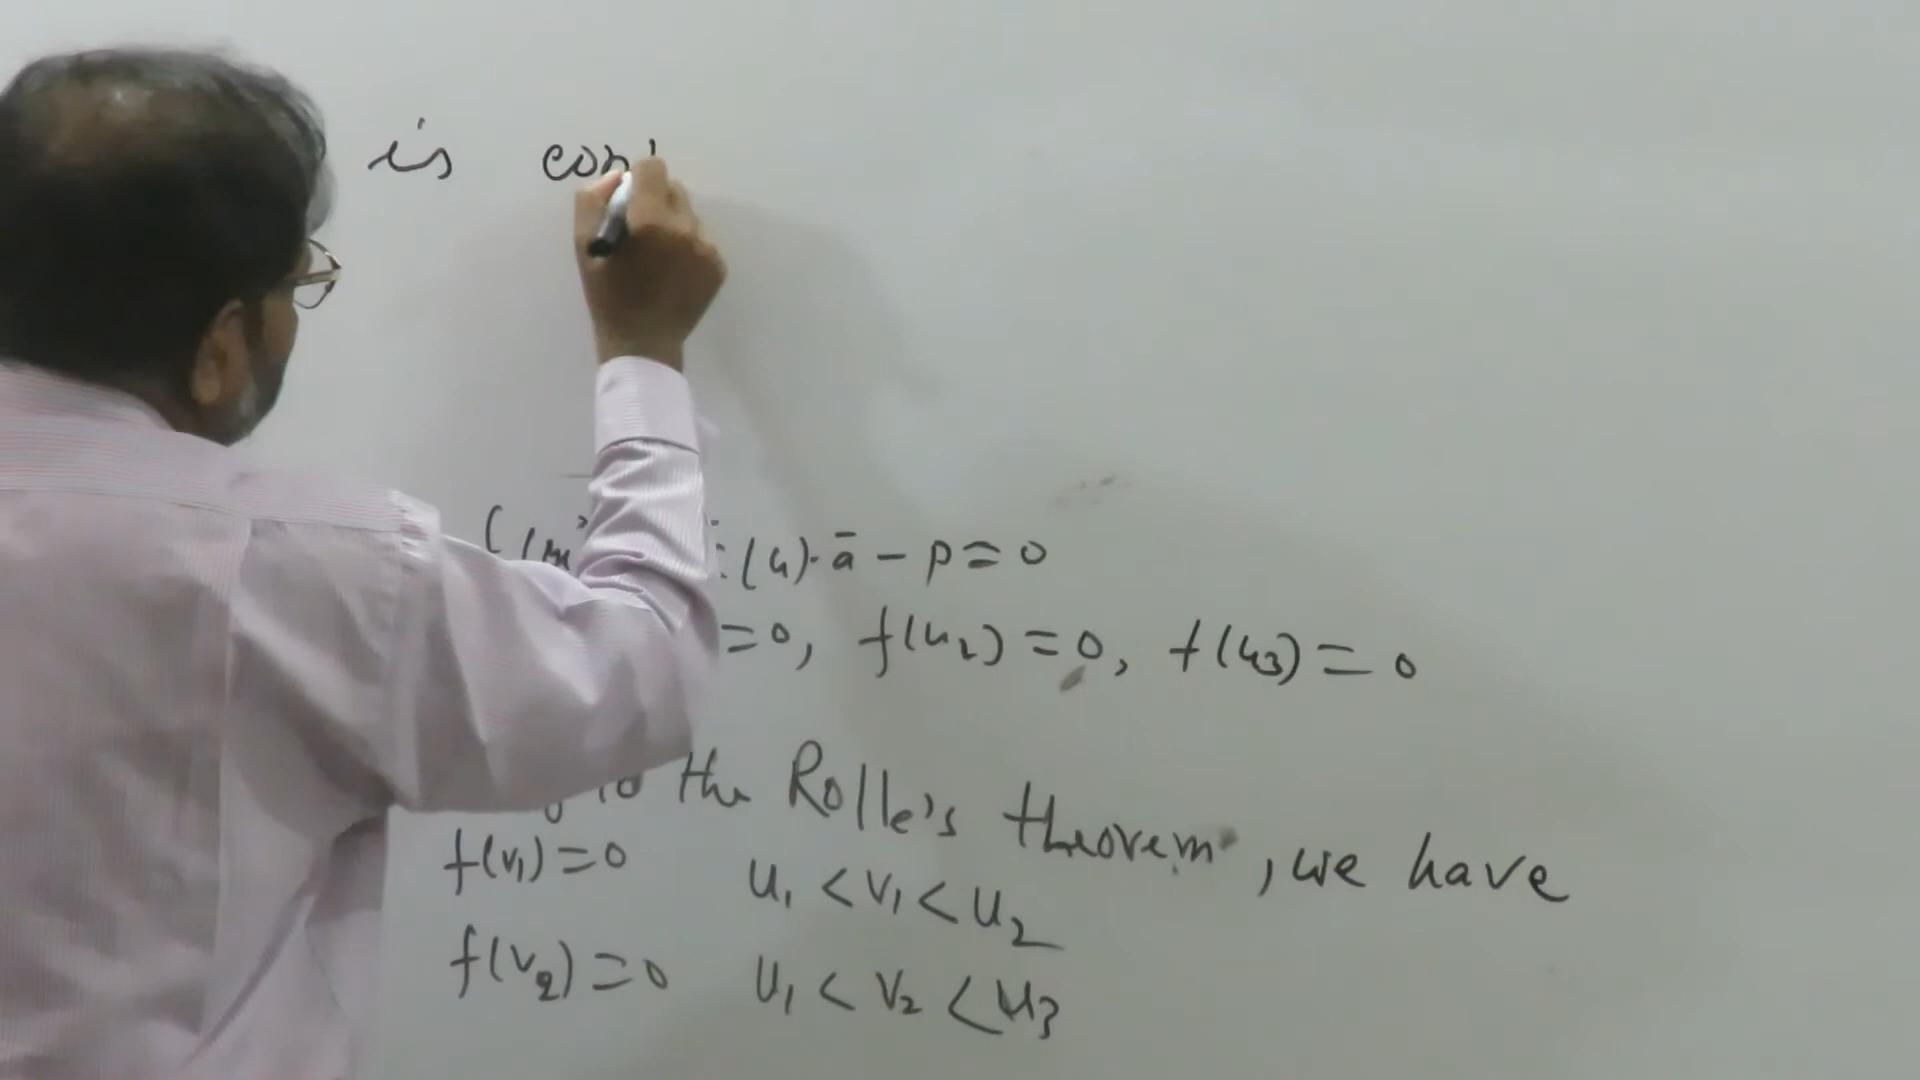 is con
(u)·ā - p = 0
=0, f(u₂) = 0, f(u₃) = 0
to the Rolle's theorem, we have
f(v₁) = 0 u₁ < v₁ < u₂
f(v₂) = 0 u₁ < v₂ < u₃